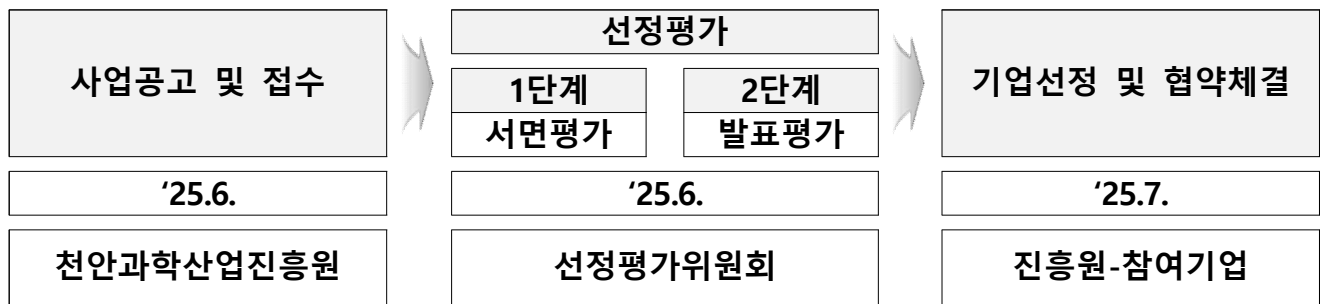 사업공고 및 접수
선정평가
1단계
서면평가
2단계
발표평가
기업선정 및 협약체결
‘25.6.
‘25.6.
‘25.7.
천안과학산업진흥원
선정평가위원회
진흥원-참여기업